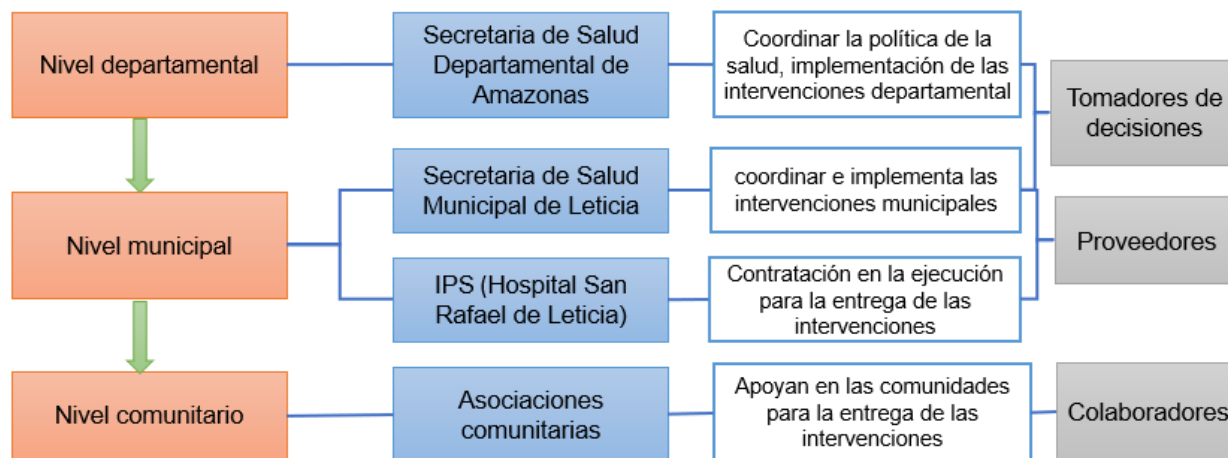 Nivel departamental
Secretaria de Salud
Departamental de
Amazonas
Coordinar la política de la
salud, implementación de las
intervenciones departamental
Tomadores de
decisiones
Nivel municipal
Secretaria de Salud
Municipal de Leticia
coordinar e implementa las
intervenciones municipales
Proveedores
IPS (Hospital San
Rafael de Leticia)
Contratación en la ejecución
para la entrega de las
intervenciones
Nivel comunitario
Asociaciones
comunitarias
Apoyan en las comunidades
para la entrega de las
intervenciones
Colaboradores